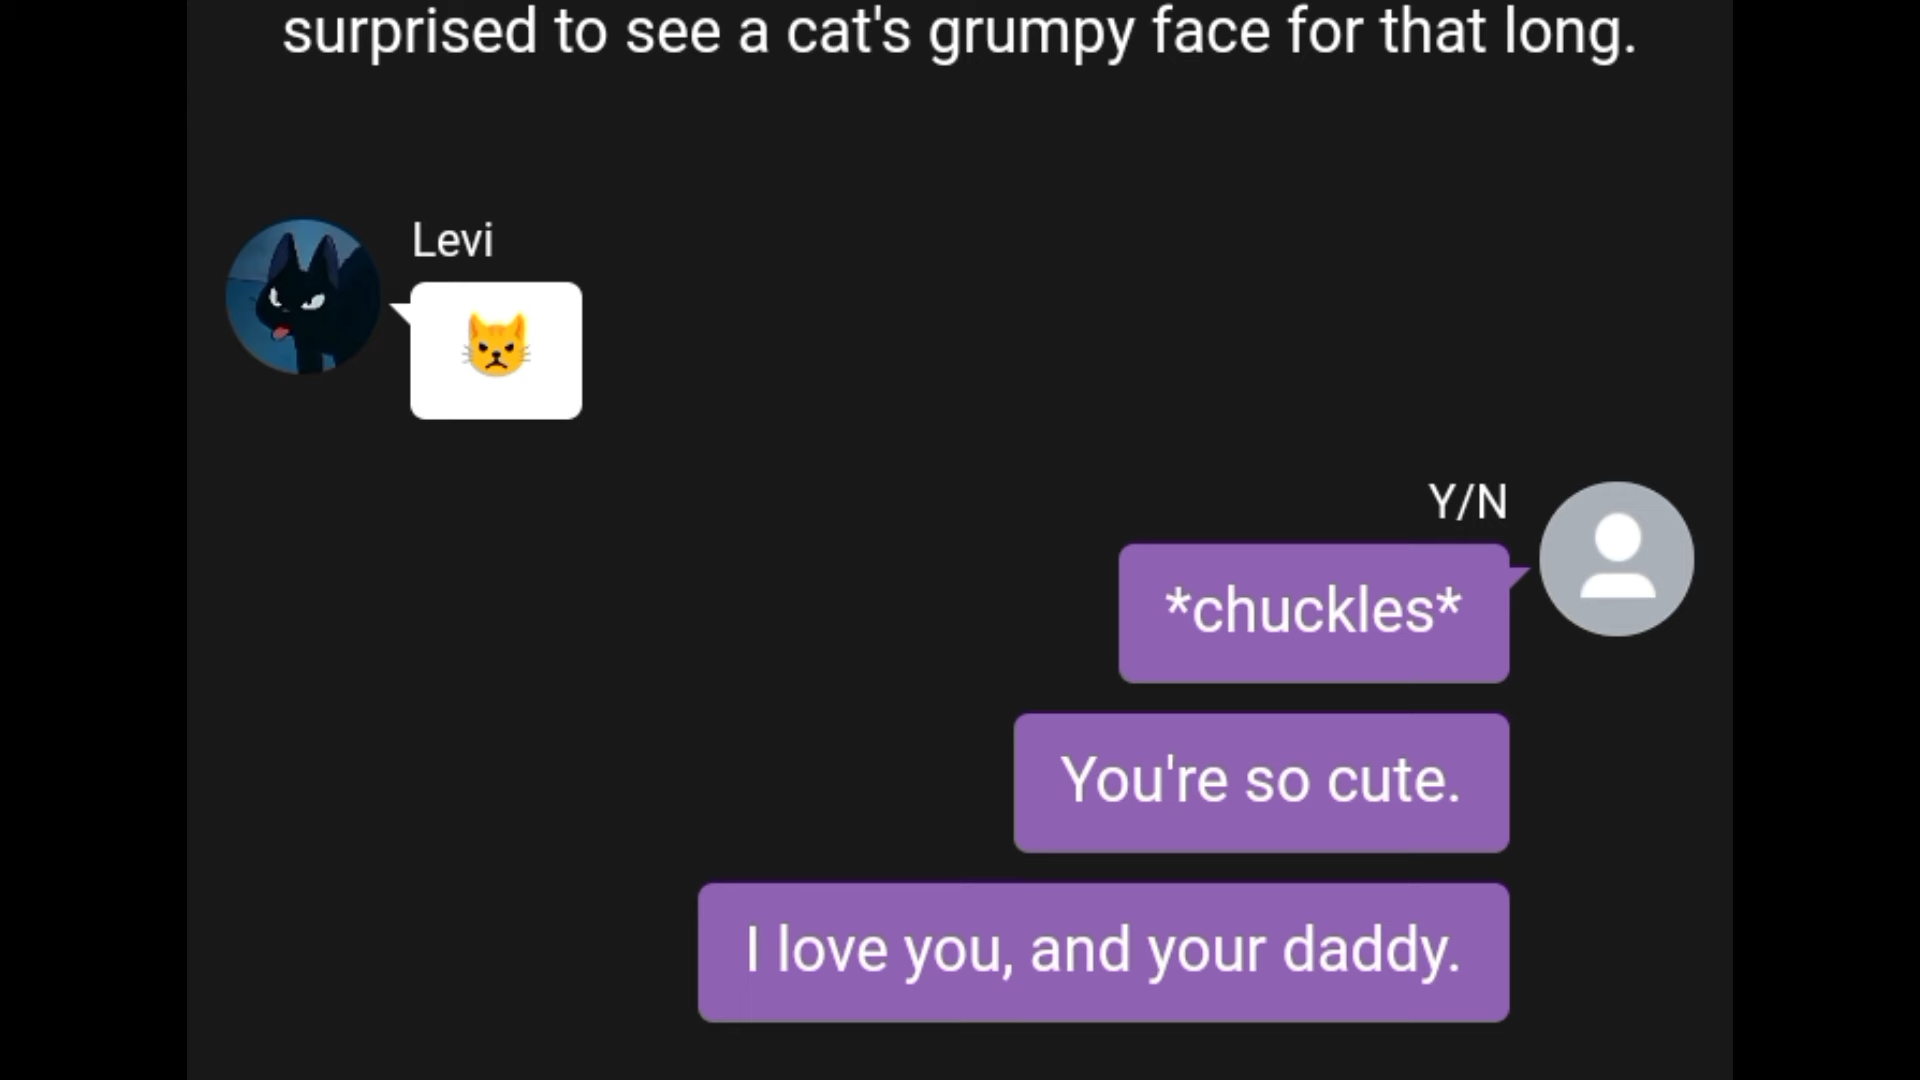 surprised to see a cat's grumpy face for that long.
Levi
😾
Y/N
*chuckles*
You're so cute.
I love you, and your daddy.